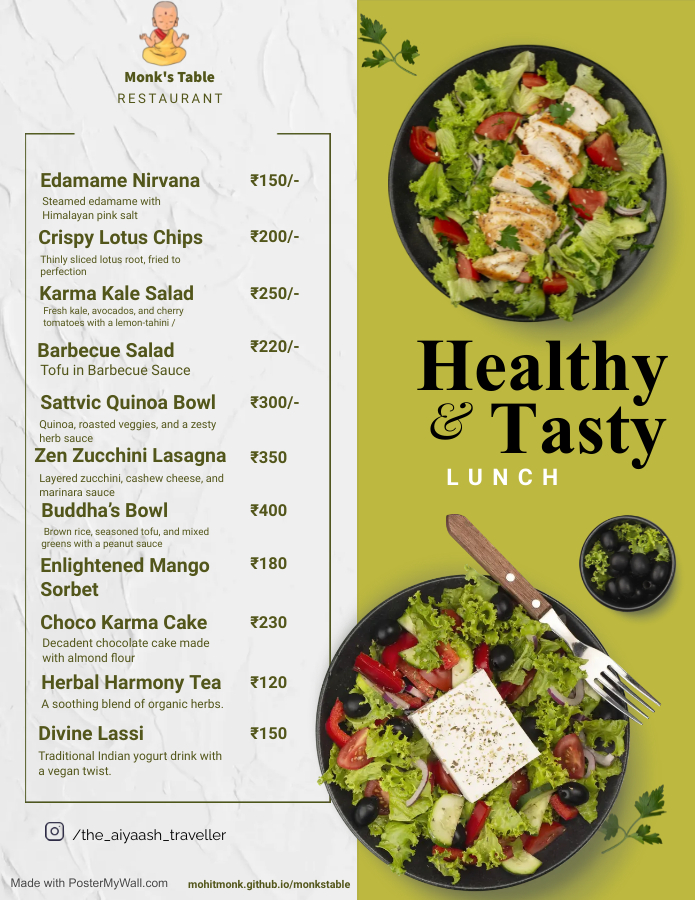 Monk's Table
RESTAURANT
Edamame Nirvana ₹150/-
Steamed edamame with
Himalayan pink salt
Crispy Lotus Chips ₹200/-
Thinly sliced lotus root, fried to
perfection
Karma Kale Salad ₹250/-
Fresh kale, avocados, and cherry
tomatoes with a lemon-tahini /
Barbecue Salad ₹220/-
Tofu in Barbecue Sauce
Sattvic Quinoa Bowl ₹300/-
Quinoa, roasted veggies, and a zesty
herb sauce
Zen Zucchini Lasagna ₹350
Layered zucchini, cashew cheese, and
marinara sauce
Buddha's Bowl ₹400
Brown rice, seasoned tofu, and mixed
greens with a peanut sauce
Enlightened Mango ₹180
Sorbet
Choco Karma Cake ₹230
Decadent chocolate cake made
with almond flour
Herbal Harmony Tea ₹120
A soothing blend of organic herbs.
Divine Lassi ₹150
Traditional Indian yogurt drink with
a vegan twist.
/the_aiyaash_traveller
Made with PosterMyWall.com
mohitmonk.github.io/monkstable
Healthy
& Tasty
LUNCH